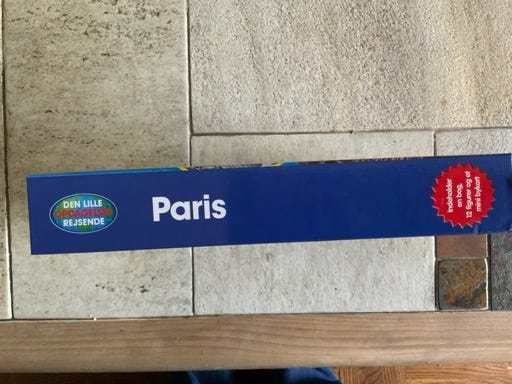 DEN LILLE
OPDAGELSES
REJSENDE
Paris
Indeholder
en bog,
12 figurer og et
mini bykort